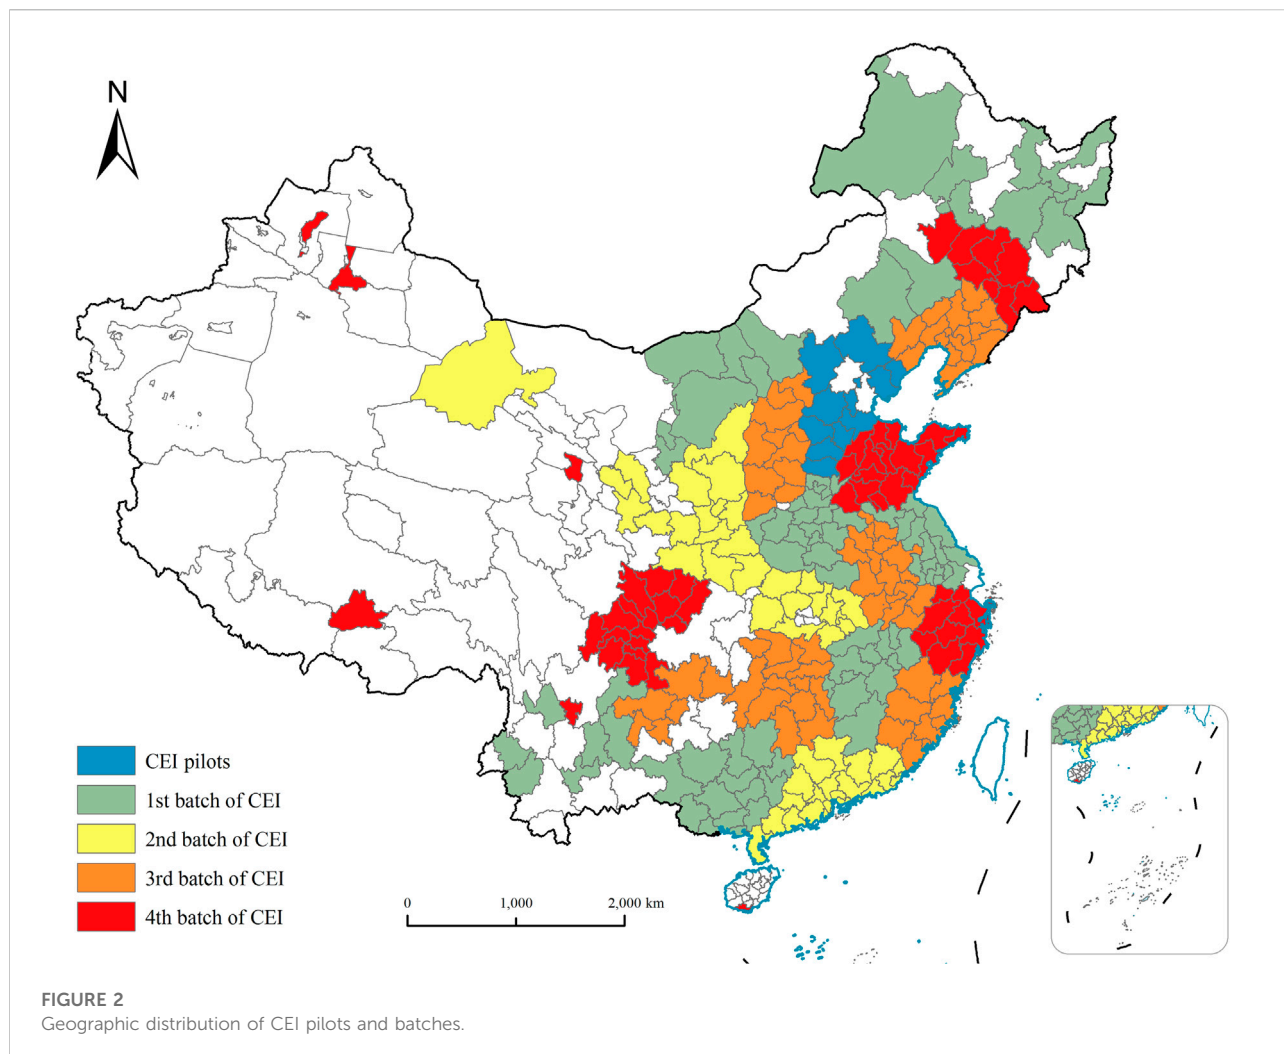 N
CEI pilots
1st batch of CEI
2nd batch of CEI
3rd batch of CEI
4th batch of CEI
0 1,000 2,000 km
FIGURE 2
Geographic distribution of CEI pilots and batches.